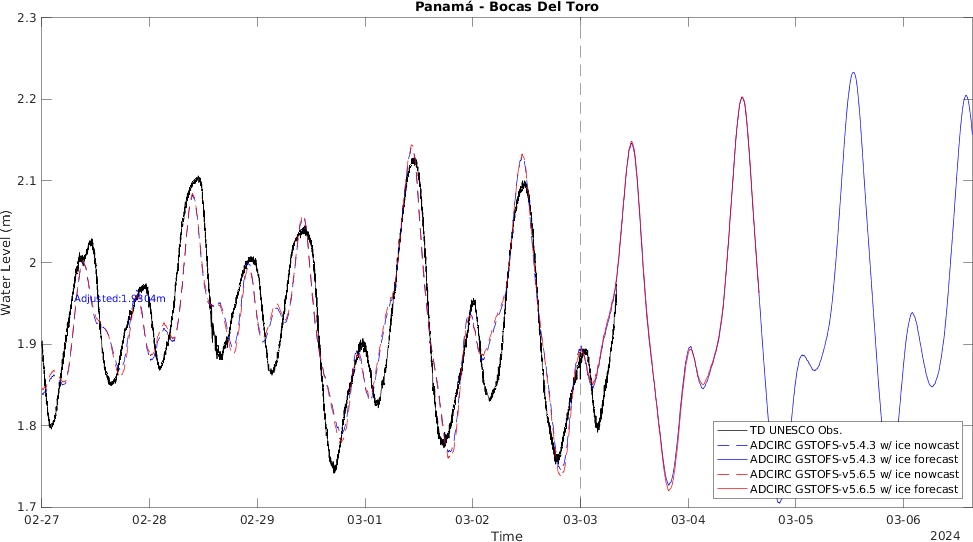 Panamá - Bocas Del Toro
2.3
2.2
2.1
2
1.9
1.8
1.7
Water Level (m)
Adjusted:1.9304m
TD UNESCO Obs.
ADCIRC GSTOFS-v5.4.3 w/ ice nowcast
ADCIRC GSTOFS-v5.4.3 w/ ice forecast
ADCIRC GSTOFS-v5.6.5 w/ ice nowcast
ADCIRC GSTOFS-v5.6.5 w/ ice forecast
02-27 02-28 02-29 03-01 03-02 03-03 03-04 03-05 03-06
Time
2024